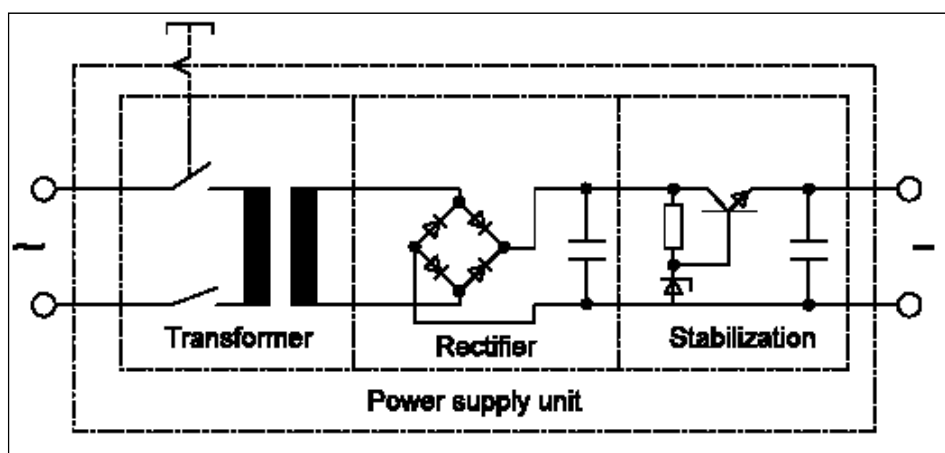 Transformer
Rectifier
Stabilization
Power supply unit